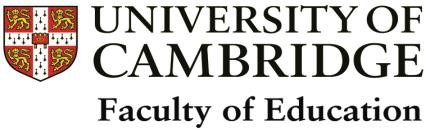 UNIVERSITY OF
CAMBRIDGE
Faculty of Education